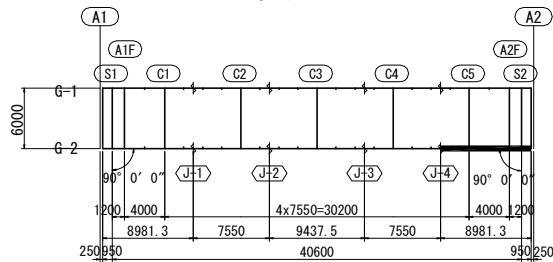 A1 A2
A1F A2F
S1 C1 C2 C3 C4 C5 S2
G-1
6000
G-2
90° 0′ 0″ J-1 J-2 J-3 J-4 90° 0′ 0″
1200 4000 4x7550=30200 4000 1200
8981.3 7550 9437.5 7550 8981.3
250 950 40600 950 250